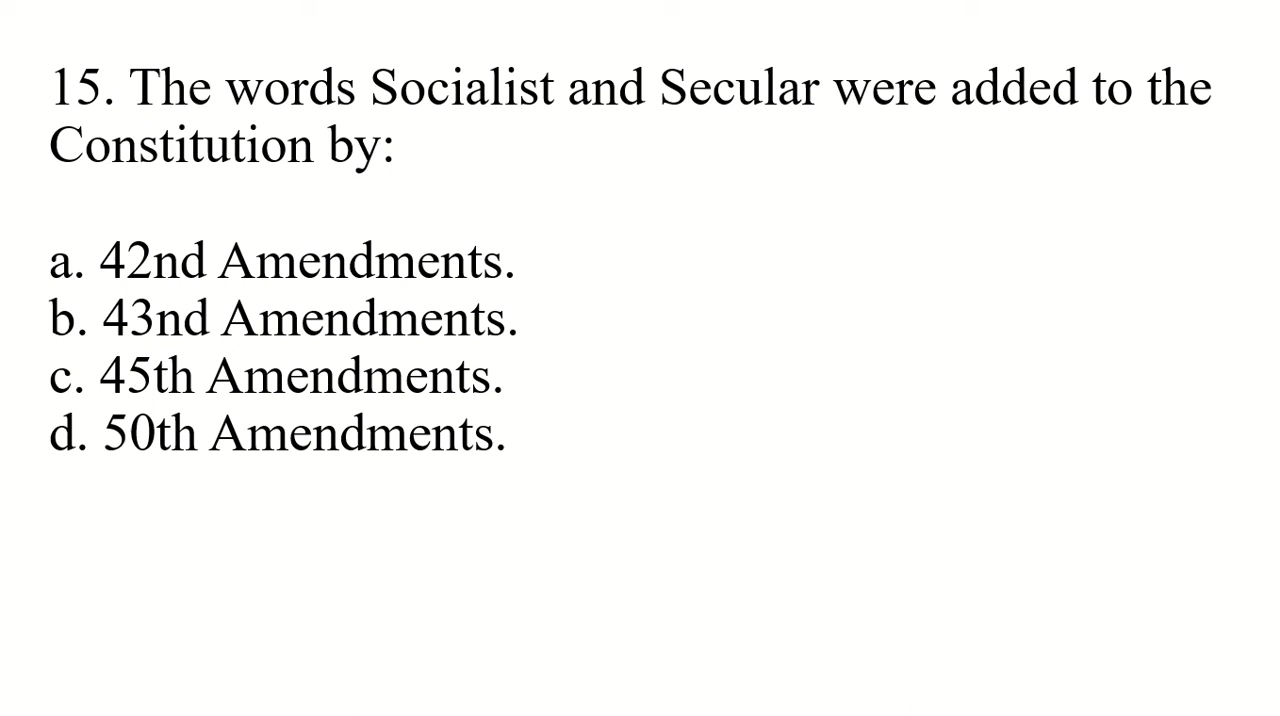 15. The words Socialist and Secular were added to the
Constitution by:
a. 42nd Amendments.
b. 43nd Amendments.
c. 45th Amendments.
d. 50th Amendments.